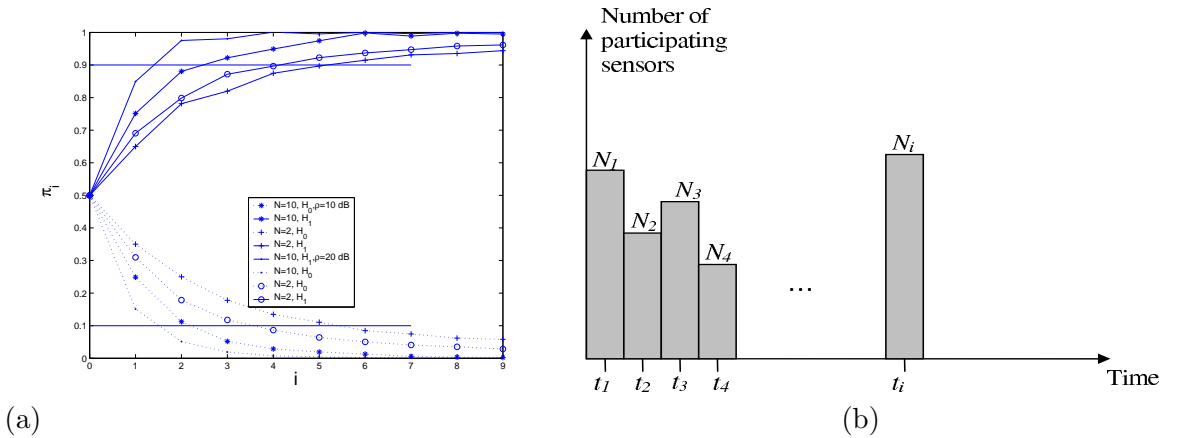 1
0.9
0.8
0.7
0.6
0.5
0.4
0.3
0.2
0.1
0
π_i
N=10, H_0,ρ=10 dB
N=10, H_1
N=2, H_0
N=2, H_1
N=10, H_1,ρ=20 dB
N=10, H_0
N=2, H_0
N=2, H_1
0 1 2 3 4 5 6 7 8 9
i
(a)
Number of
participating
sensors
N_1
N_2
N_3
N_4
...
N_i
t_1 t_2 t_3 t_4 t_i
Time
(b)